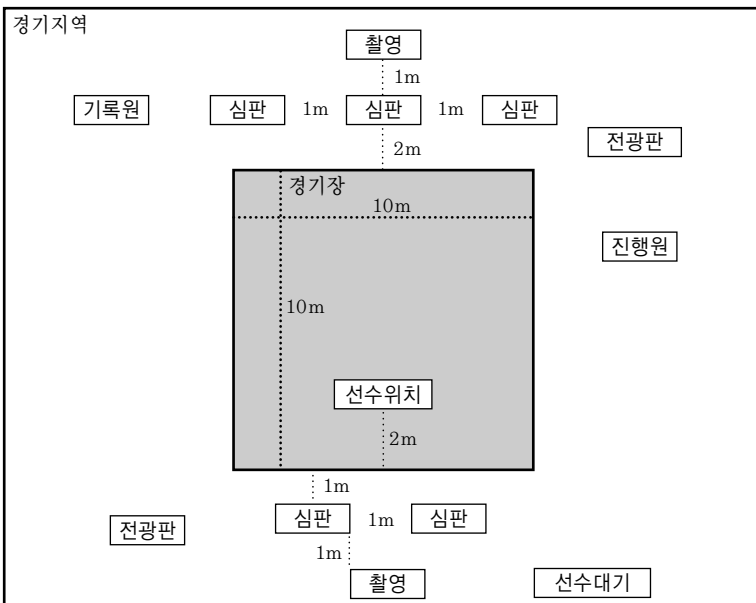 경기지역
촬영
1m
기록원
심판
1m
심판
1m
심판
전광판
2m
경기장
10m
진행원
10m
선수위치
2m
1m
전광판
심판
1m
심판
1m
촬영
선수대기